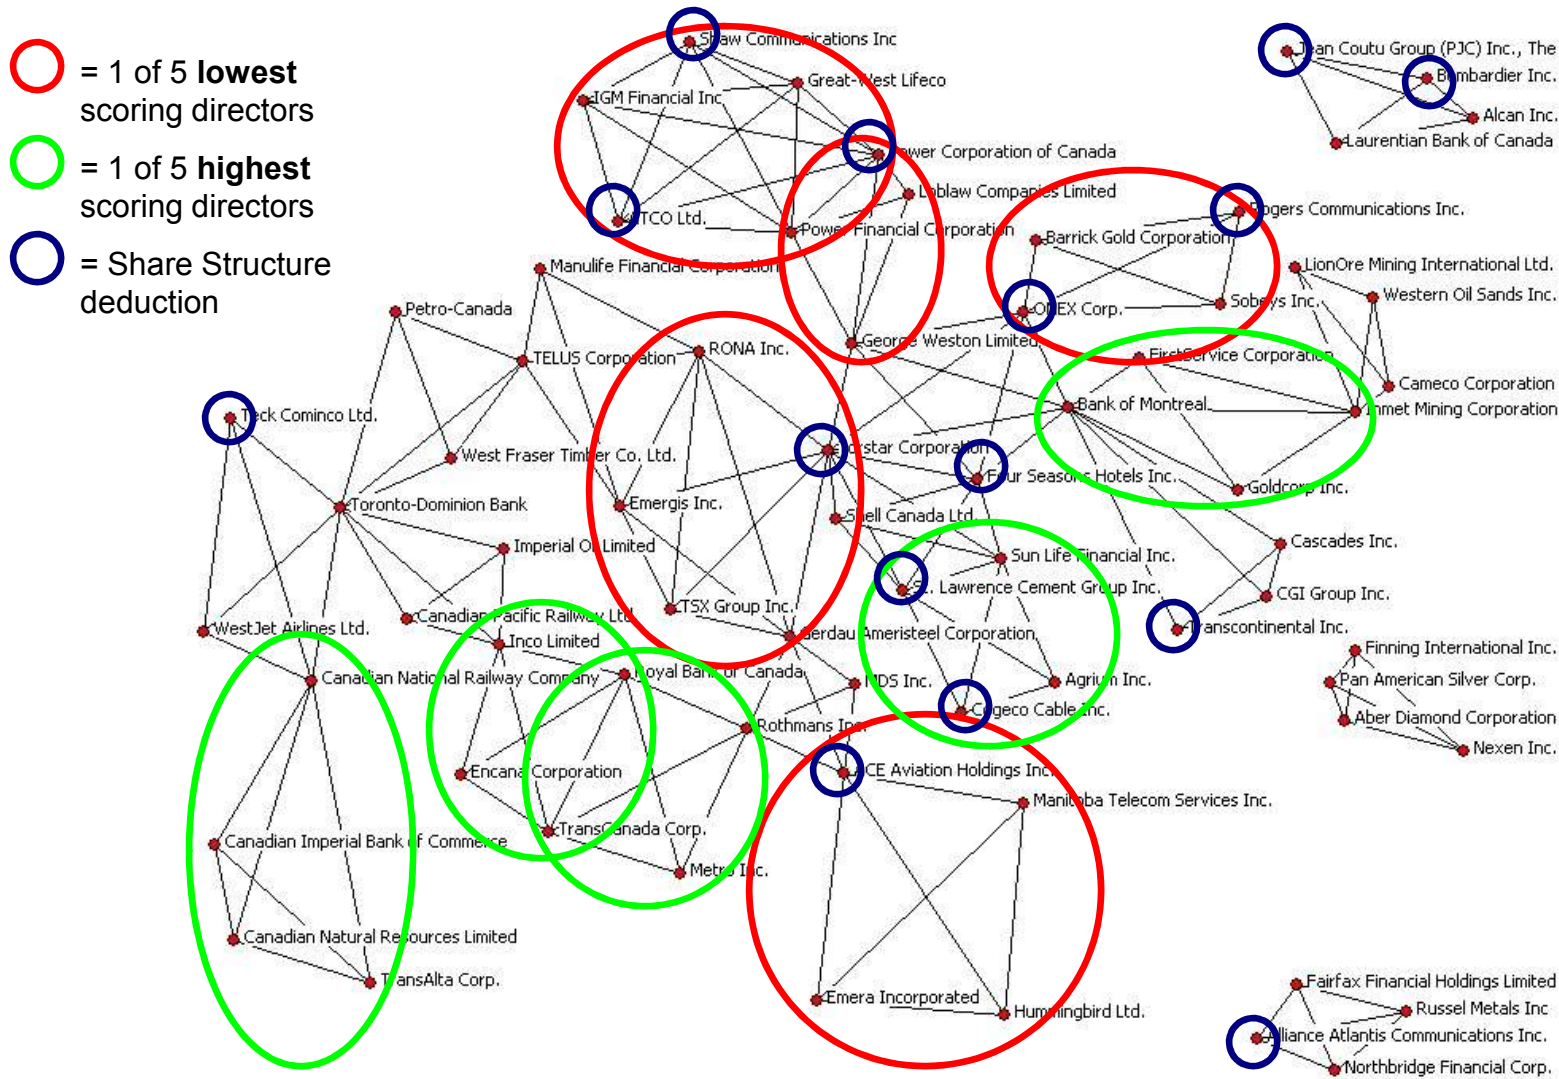 = 1 of 5 lowest
scoring directors
= 1 of 5 highest
scoring directors
= Share Structure
deduction
Shaw Communications Inc
Great-West Lifeco
IGM Financial Inc
Power Corporation of Canada
Loblaw Companies Limited
ATCO Ltd.
Power Financial Corporation
Jean Coutu Group (PJC) Inc., The
Bombardier Inc.
Alcan Inc.
Laurentian Bank of Canada
Rogers Communications Inc.
Barrick Gold Corporation
LionOre Mining International Ltd.
Western Oil Sands Inc.
Sobeys Inc.
ONEX Corp.
Manulife Financial Corporation
Petro-Canada
TELUS Corporation
RONA Inc.
George Weston Limited
FirstService Corporation
Cameco Corporation
Inmet Mining Corporation
Bank of Montreal
Teck Cominco Ltd.
West Fraser Timber Co. Ltd.
Torstar Corporation
Four Seasons Hotels Inc.
Goldcorp Inc.
Toronto-Dominion Bank
Emergis Inc.
Shell Canada Ltd.
Imperial Oil Limited
Sun Life Financial Inc.
Cascades Inc.
St. Lawrence Cement Group Inc.
CGI Group Inc.
TSX Group Inc.
Canadian Pacific Railway Ltd.
WestJet Airlines Ltd.
Inco Limited
Gerdau Ameristeel Corporation
Transcontinental Inc.
Finning International Inc.
Canadian National Railway Company
Royal Bank of Canada
MDS Inc.
Agrium Inc.
Pan American Silver Corp.
Cogeco Cable Inc.
Aber Diamond Corporation
Rothmans Inc.
Nexen Inc.
Encana Corporation
ACE Aviation Holdings Inc.
Manitoba Telecom Services Inc.
TransCanada Corp.
Canadian Imperial Bank of Commerce
Metro Inc.
Canadian Natural Resources Limited
TransAlta Corp.
Emera Incorporated
Hummingbird Ltd.
Fairfax Financial Holdings Limited
Russel Metals Inc
Alliance Atlantis Communications Inc.
Northbridge Financial Corp.